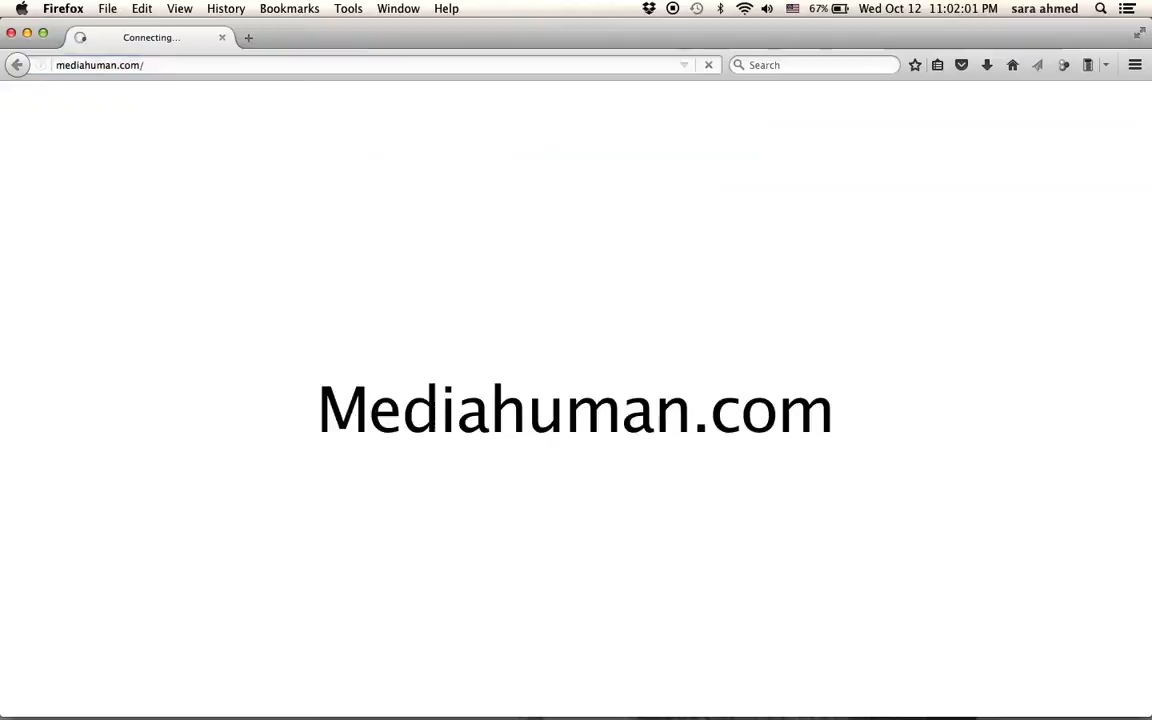 Firefox File Edit View History Bookmarks Tools Window Help 67% Wed Oct 12 11:02:01 PM sara ahmed
Connecting...
mediahuman.com/ Search
Mediahuman.com